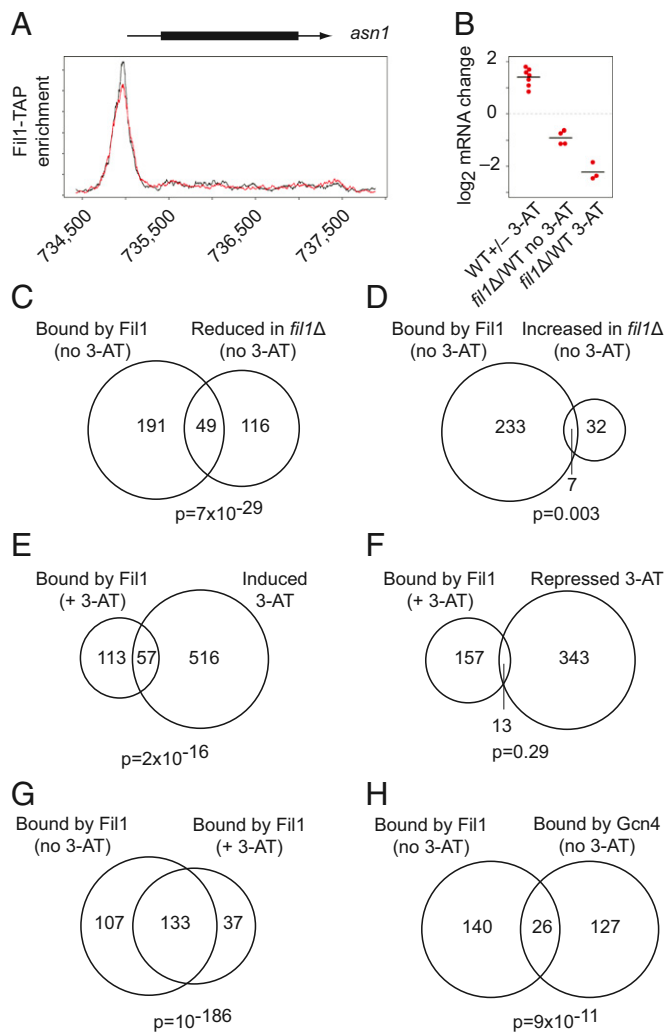 A
asn1
Fil1-TAP
enrichment
734,500
735,500
736,500
737,500
B
log2 mRNA change
2
0
−2
WT+/− 3-AT
fil1Δ/WT no 3-AT
fil1Δ/WT 3-AT
C
Bound by Fil1
(no 3-AT)
Reduced in fil1Δ
(no 3-AT)
191
49
116
p=7x10-29
D
Bound by Fil1
(no 3-AT)
Increased in fil1Δ
(no 3-AT)
233
32
7
p=0.003
E
Bound by Fil1
(+ 3-AT)
Induced
3-AT
113
57
516
p=2x10-16
F
Bound by Fil1
(+ 3-AT)
Repressed 3-AT
157
343
13
p=0.29
G
Bound by Fil1
(no 3-AT)
Bound by Fil1
(+ 3-AT)
107
133
37
p=10-186
H
Bound by Fil1
(no 3-AT)
Bound by Gcn4
(no 3-AT)
140
26
127
p=9x10-11